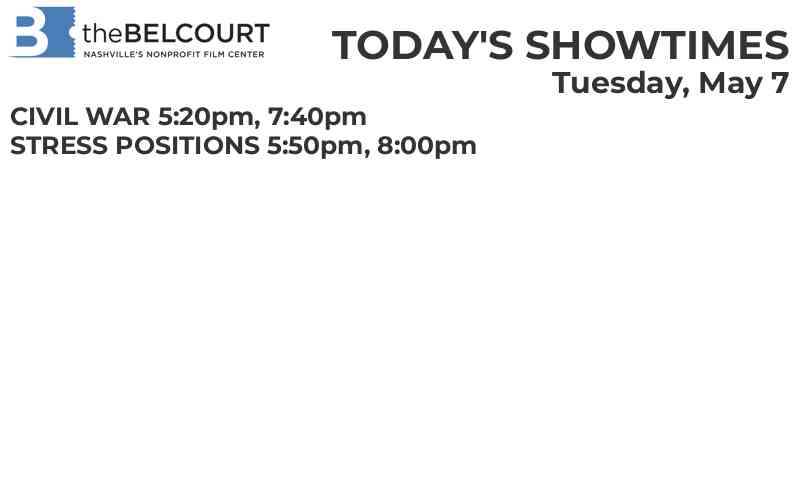 B theBELCOURT
NASHVILLE'S NONPROFIT FILM CENTER
TODAY'S SHOWTIMES
Tuesday, May 7
CIVIL WAR 5:20pm, 7:40pm
STRESS POSITIONS 5:50pm, 8:00pm